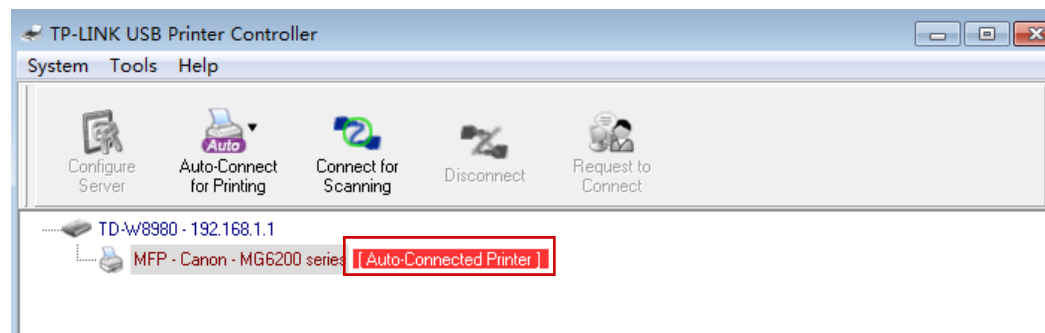 TP-LINK USB Printer Controller
System Tools Help
Auto
Configure Server
Auto-Connect for Printing
Connect for Scanning
Disconnect
Request to Connect
TD-W8980 - 192.168.1.1
MFP - Canon - MG6200 series [ Auto-Connected Printer ]